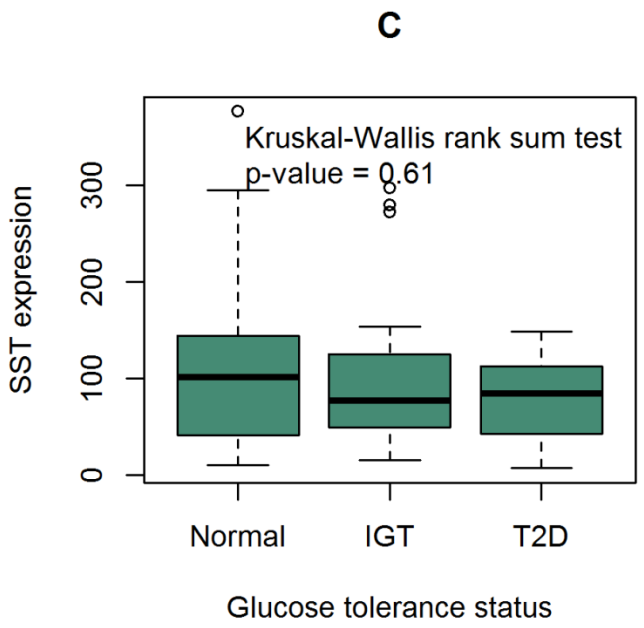 C
Kruskal-Wallis rank sum test
p-value = 0.61
SST expression
300
200
100
0
Normal IGT T2D
Glucose tolerance status